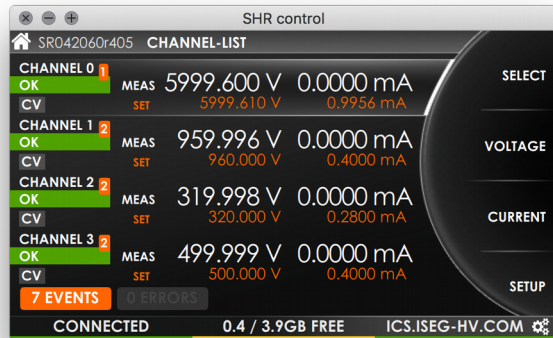 SHR control
SR042060r405 CHANNEL-LIST
CHANNEL 0 1
OK MEAS 5999.600 V 0.0000 mA
CV SET 5999.610 V 0.9956 mA
CHANNEL 1 2
OK MEAS 959.996 V 0.0000 mA
CV SET 960.000 V 0.4000 mA
CHANNEL 2 2
OK MEAS 319.998 V 0.0000 mA
CV SET 320.000 V 0.2800 mA
CHANNEL 3 2
OK MEAS 499.999 V 0.0000 mA
CV SET 500.000 V 0.4000 mA
SELECT
VOLTAGE
CURRENT
SETUP
7 EVENTS 0 ERRORS
CONNECTED 0.4 / 3.9GB FREE ICS.ISEG-HV.COM